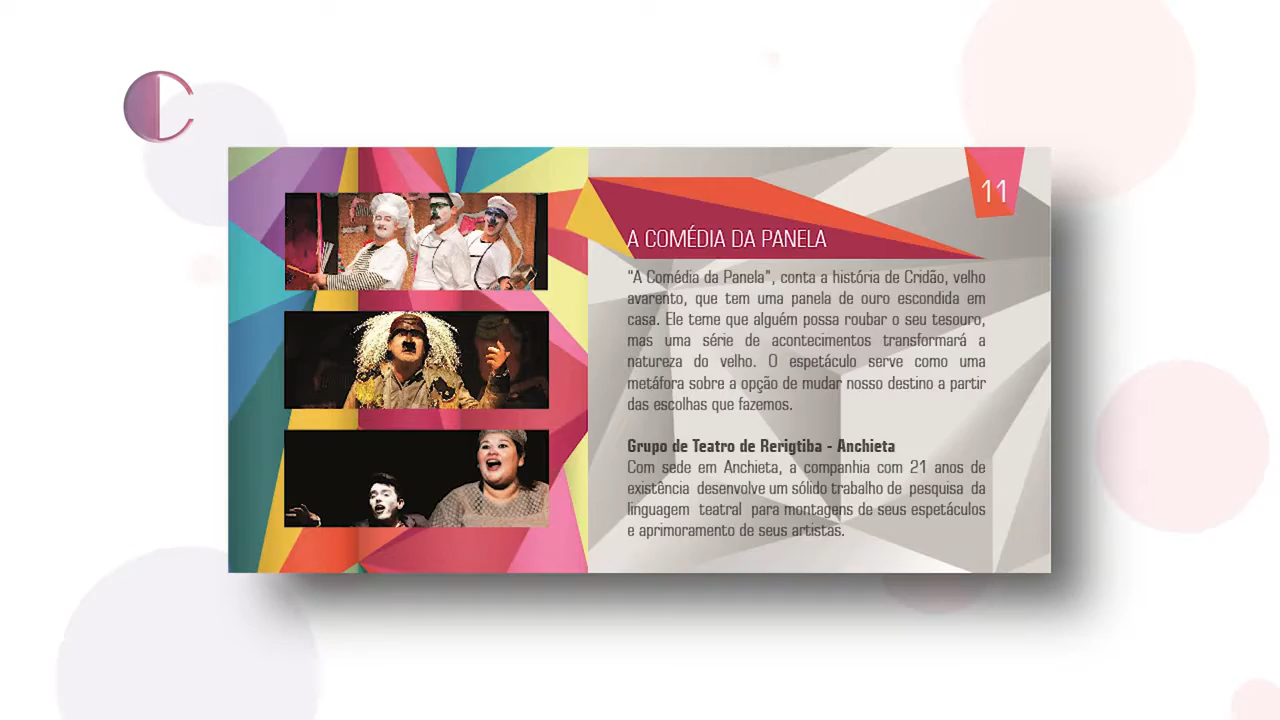 11
A COMÉDIA DA PANELA
"A Comédia da Panela", conta a história de Cridão, velho
avarento, que tem uma panela de ouro escondida em
casa. Ele teme que alguém possa roubar o seu tesouro,
mas uma série de acontecimentos transformará a
natureza do velho. O espetáculo serve como uma
metáfora sobre a opção de mudar nosso destino a partir
das escolhas que fazemos.
Grupo de Teatro de Rerigtiba - Anchieta
Com sede em Anchieta, a companhia com 21 anos de
existência desenvolve um sólido trabalho de pesquisa da
linguagem teatral para montagens de seus espetáculos
e aprimoramento de seus artistas.